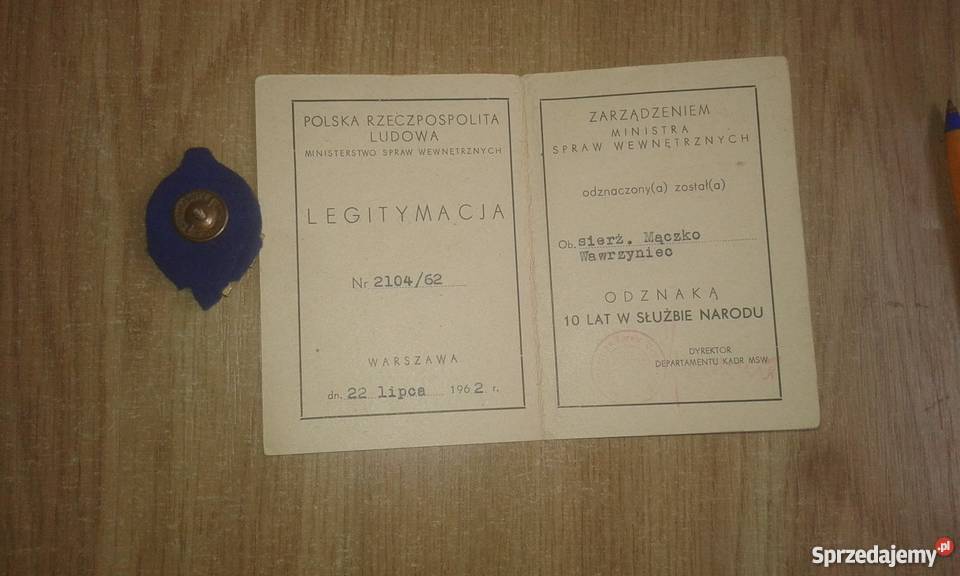 POLSKA RZECZPOSPOLITA
LUDOWA
MINISTERSTWO SPRAW WEWNĘTRZNYCH
LEGITYMACJA
Nr 2104/62
WARSZAWA
dn. 22 lipca 1962 r.
ZARZĄDZENIEM
MINISTRA
SPRAW WEWNĘTRZNYCH
odznaczony(a) został(a)
Ob. sierż. Mączko
Wawrzyniec
ODZNAKĄ
10 LAT W SŁUŻBIE NARODU
DYREKTOR
DEPARTAMENTU KADR MSW
Sprzedajemy.pl